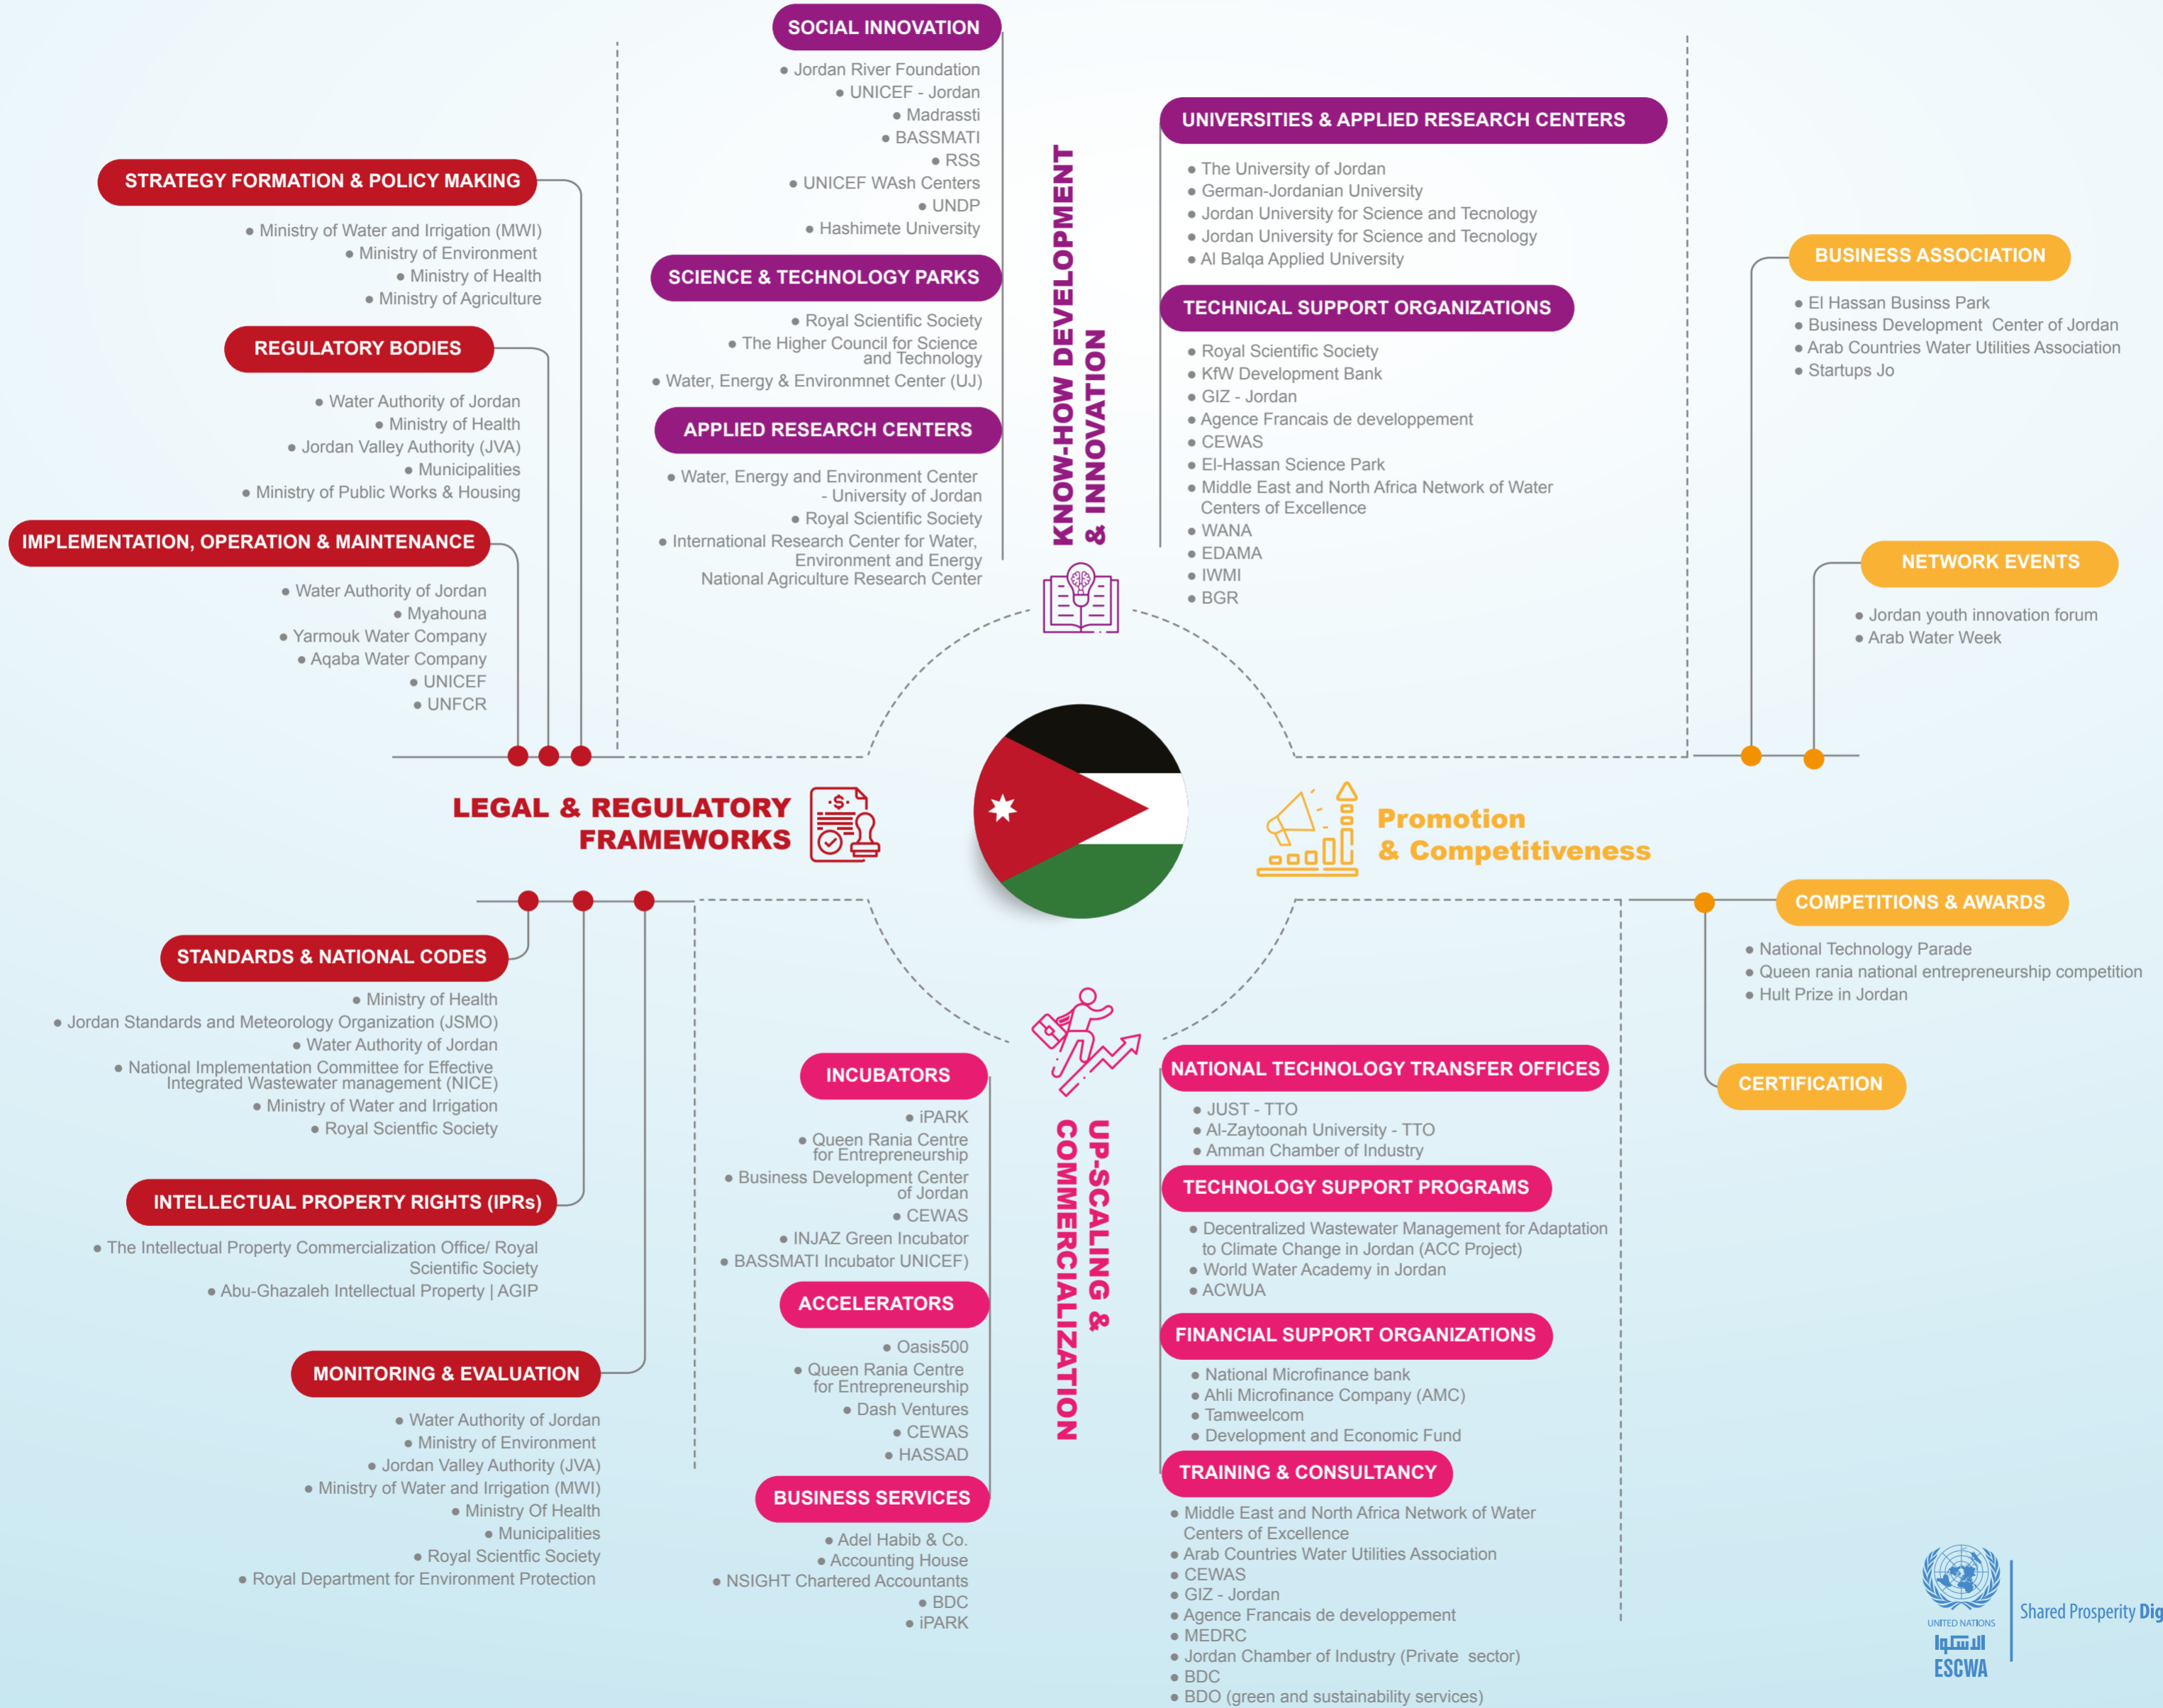 SOCIAL INNOVATION
● Jordan River Foundation
● UNICEF - Jordan
● Madrassti
● BASSMATI
● RSS
● UNICEF WAsh Centers
● UNDP
● Hashimete University
SCIENCE & TECHNOLOGY PARKS
● Royal Scientific Society
● The Higher Council for Science
and Technology
● Water, Energy & Environmnet Center (UJ)
APPLIED RESEARCH CENTERS
● Water, Energy and Environment Center
- University of Jordan
● Royal Scientific Society
● International Research Center for Water,
Environment and Energy
National Agriculture Research Center
KNOW-HOW DEVELOPMENT
& INNOVATION
UNIVERSITIES & APPLIED RESEARCH CENTERS
● The University of Jordan
● German-Jordanian University
● Jordan University for Science and Tecnology
● Jordan University for Science and Tecnology
● Al Balqa Applied University
TECHNICAL SUPPORT ORGANIZATIONS
● Royal Scientific Society
● KfW Development Bank
● GIZ - Jordan
● Agence Francais de developpement
● CEWAS
● El-Hassan Science Park
● Middle East and North Africa Network of Water
Centers of Excellence
● WANA
● EDAMA
● IWMI
● BGR
STRATEGY FORMATION & POLICY MAKING
● Ministry of Water and Irrigation (MWI)
● Ministry of Environment
● Ministry of Health
● Ministry of Agriculture
REGULATORY BODIES
● Water Authority of Jordan
● Ministry of Health
● Jordan Valley Authority (JVA)
● Municipalities
● Ministry of Public Works & Housing
IMPLEMENTATION, OPERATION & MAINTENANCE
● Water Authority of Jordan
● Myahouna
● Yarmouk Water Company
● Aqaba Water Company
● UNICEF
● UNFCR
BUSINESS ASSOCIATION
● El Hassan Businss Park
● Business Development Center of Jordan
● Arab Countries Water Utilities Association
● Startups Jo
NETWORK EVENTS
● Jordan youth innovation forum
● Arab Water Week
LEGAL & REGULATORY
FRAMEWORKS
·$·
Promotion
& Competitiveness
STANDARDS & NATIONAL CODES
● Ministry of Health
● Jordan Standards and Meteorology Organization (JSMO)
● Water Authority of Jordan
● National Implementation Committee for Effective
Integrated Wastewater management (NICE)
● Ministry of Water and Irrigation
● Royal Scientfic Society
INTELLECTUAL PROPERTY RIGHTS (IPRs)
● The Intellectual Property Commercialization Office/ Royal
Scientific Society
● Abu-Ghazaleh Intellectual Property | AGIP
MONITORING & EVALUATION
● Water Authority of Jordan
● Ministry of Environment
● Jordan Valley Authority (JVA)
● Ministry of Water and Irrigation (MWI)
● Ministry Of Health
● Municipalities
● Royal Scientfic Society
● Royal Department for Environment Protection
INCUBATORS
● iPARK
● Queen Rania Centre
for Entrepreneurship
● Business Development Center
of Jordan
● CEWAS
● INJAZ Green Incubator
● BASSMATI Incubator UNICEF)
ACCELERATORS
● Oasis500
● Queen Rania Centre
for Entrepreneurship
● Dash Ventures
● CEWAS
● HASSAD
BUSINESS SERVICES
● Adel Habib & Co.
● Accounting House
● NSIGHT Chartered Accountants
● BDC
● iPARK
UP-SCALING &
COMMERCIALIZATION
NATIONAL TECHNOLOGY TRANSFER OFFICES
● JUST - TTO
● Al-Zaytoonah University - TTO
● Amman Chamber of Industry
TECHNOLOGY SUPPORT PROGRAMS
● Decentralized Wastewater Management for Adaptation
to Climate Change in Jordan (ACC Project)
● World Water Academy in Jordan
● ACWUA
FINANCIAL SUPPORT ORGANIZATIONS
● National Microfinance bank
● Ahli Microfinance Company (AMC)
● Tamweelcom
● Development and Economic Fund
TRAINING & CONSULTANCY
● Middle East and North Africa Network of Water
Centers of Excellence
● Arab Countries Water Utilities Association
● CEWAS
● GIZ - Jordan
● Agence Francais de developpement
● MEDRC
● Jordan Chamber of Industry (Private sector)
● BDC
● BDO (green and sustainability services)
COMPETITIONS & AWARDS
● National Technology Parade
● Queen rania national entrepreneurship competition
● Hult Prize in Jordan
CERTIFICATION
UNITED NATIONS
الاسكوا
ESCWA
Shared Prosperity Dig